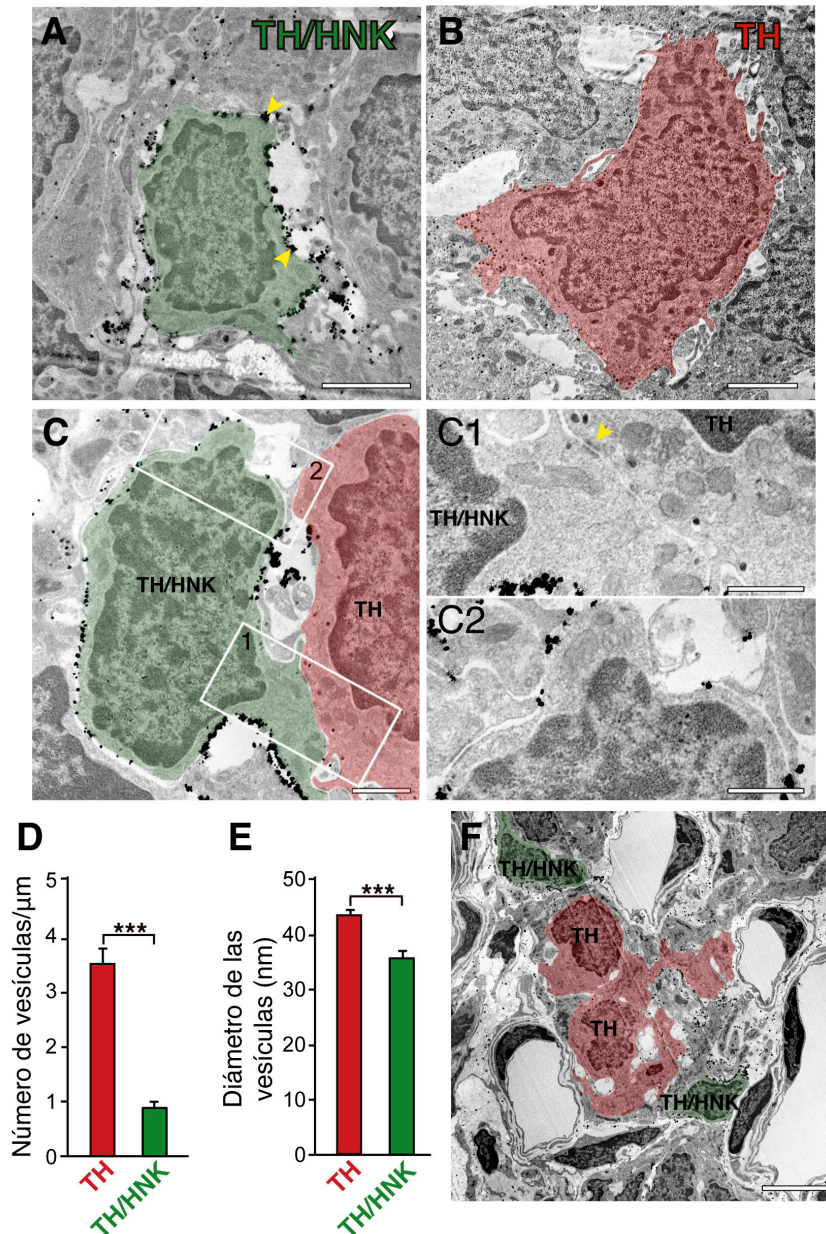 A
TH/HNK
B
TH
C
TH/HNK
TH
1
2
C1
TH
TH/HNK
C2
D
Número de vesículas/µm
5
4
3
2
1
0
***
TH
TH/HNK
E
Diámetro de las
vesículas (nm)
50
40
30
20
10
0
***
TH
TH/HNK
F
TH/HNK
TH
TH
TH/HNK